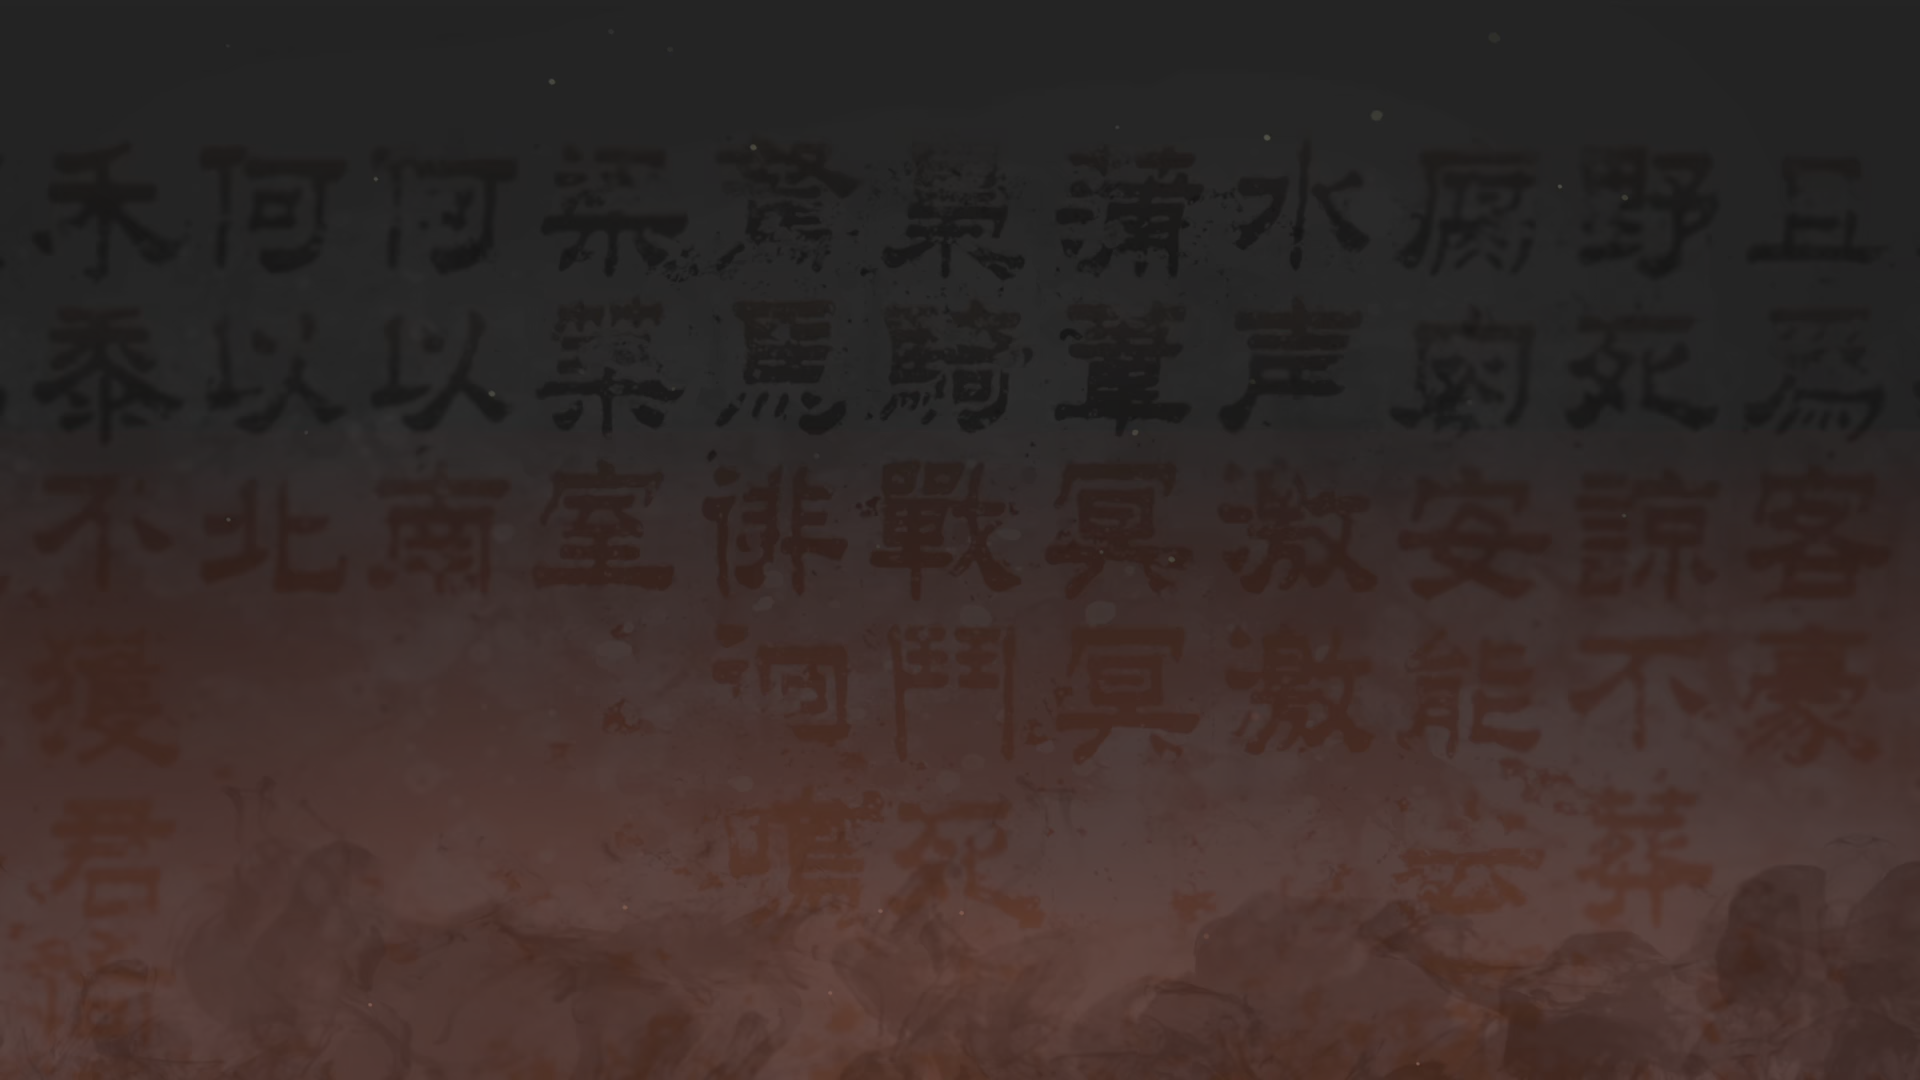 且爲客豪
野死諒不葬
腐肉安能去
水声激激
蒲葦冥冥
梟騎戰鬥死
駑馬徘徊鳴
梁築室
何以南
何以北
禾黍不獲君